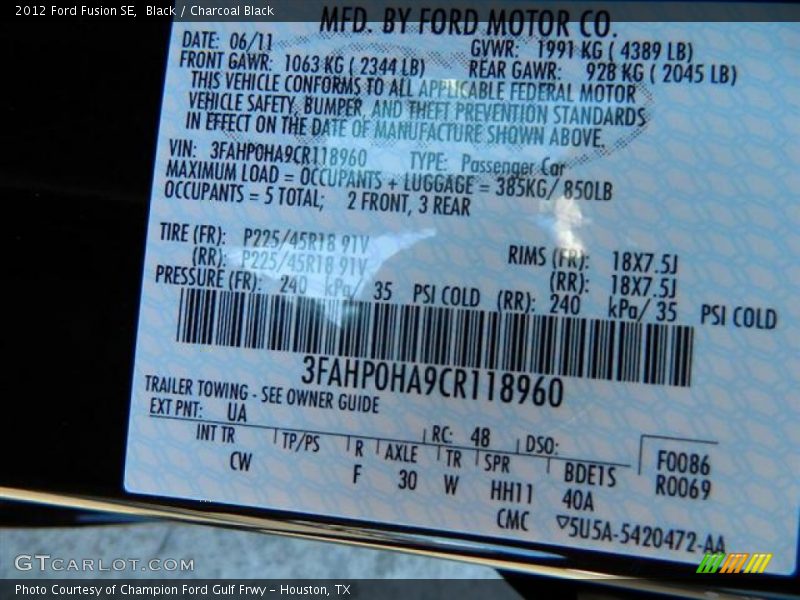 2012 Ford Fusion SE, Black / Charcoal Black
MFD. BY FORD MOTOR CO.
DATE: 06/11 GVWR: 1991 KG ( 4389 LB)
FRONT GAWR: 1063 KG ( 2344 LB) REAR GAWR: 928 KG ( 2045 LB)
THIS VEHICLE CONFORMS TO ALL APPLICABLE FEDERAL MOTOR
VEHICLE SAFETY, BUMPER, AND THEFT PREVENTION STANDARDS
IN EFFECT ON THE DATE OF MANUFACTURE SHOWN ABOVE.
VIN: 3FAHP0HA9CR118960 TYPE: Passenger Car
MAXIMUM LOAD = OCCUPANTS + LUGGAGE = 385KG/ 850LB
OCCUPANTS = 5 TOTAL; 2 FRONT, 3 REAR
TIRE (FR): P225/45R18 91V RIMS (FR): 18X7.5J
(RR): P225/45R18 91V (RR): 18X7.5J
PRESSURE (FR): 240 kPa/ 35 PSI COLD (RR): 240 kPa/ 35 PSI COLD
3FAHP0HA9CR118960
TRAILER TOWING - SEE OWNER GUIDE
EXT PNT: UA RC: 48 DSO: F0086
INT TR TP/PS R AXLE TR SPR BDE1S R0069
CW F 30 W HH11 40A
CMC 5U5A-5420472-AA
GTCARLOT.COM
Photo Courtesy of Champion Ford Gulf Frwy - Houston, TX